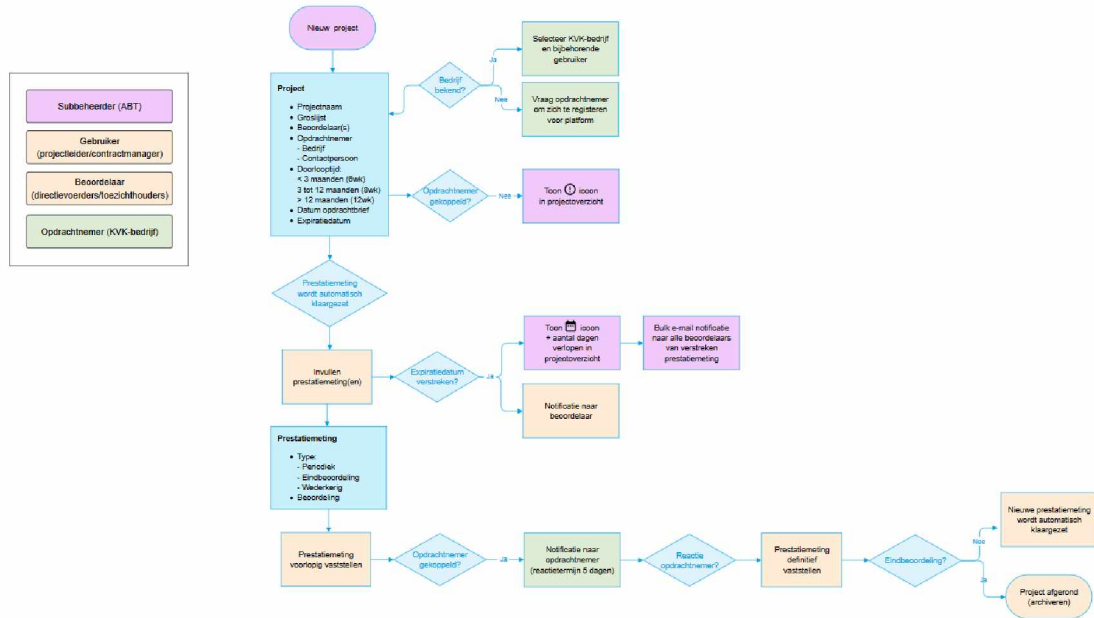 Nieuw project
Subbeheerder (ABT)
Gebruiker
(projectleider/contractmanager)
Beoordelaar
(directievoerders/toezichthouders)
Opdrachtnemer (KVK-bedrijf)
Project
• Projectnaam
• Groslijst
• Beoordelaar(s)
• Opdrachtnemer
- Bedrijf
- Contactpersoon
• Doorlooptijd:
< 3 maanden (6wk)
3 tot 12 maanden (9wk)
> 12 maanden (12wk)
• Datum opdrachtbrief
• Expiratiedatum
Bedrijf
bekend?
Ja
Nee
Selecteer KVK-bedrijf
en bijbehorende
gebruiker
Vraag opdrachtnemer
om zich te registeren
voor platform
Opdrachtnemer
gekoppeld?
Nee
Toon icoon
in projectoverzicht
Prestatiemeting
wordt automatisch
klaargezet
Invullen
prestatiemeting(en)
Expiratiedatum
verstreken?
Ja
Toon icoon
+ aantal dagen
verlopen in
projectoverzicht
Bulk e-mail notificatie
naar alle beoordelaars
van verstreken
prestatiemeting
Notificatie naar
beoordelaar
Prestatiemeting
• Type:
- Periodiek
- Eindbeoordeling
- Wederkerig
• Beoordeling
Prestatiemeting
voorlopig vaststellen
Opdrachtnemer
gekoppeld?
Ja
Notificatie naar
opdrachtnemer
(reactietermijn 5 dagen)
Reactie
opdrachtnemer?
Prestatiemeting
definitief
vaststellen
Eindbeoordeling?
Nee
Ja
Nieuwe prestatiemeting
wordt automatisch
klaargezet
Project afgerond
(archiveren)